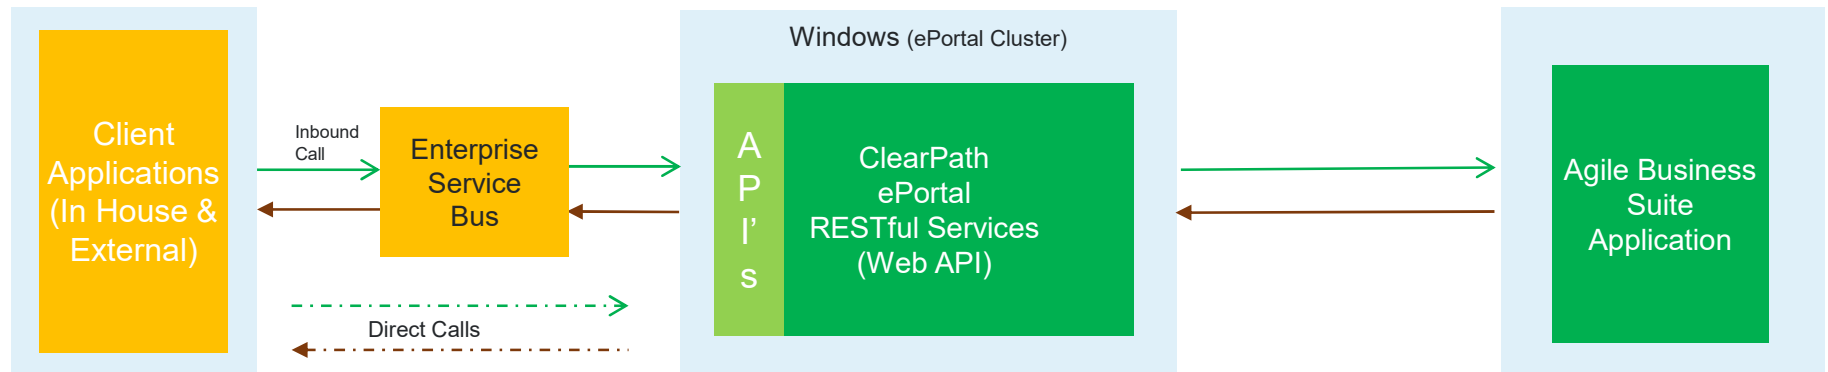 Client
Applications
(In House &
External)
Inbound
Call
Enterprise
Service
Bus
Direct Calls
Windows (ePortal Cluster)
A
P
I’
s
ClearPath
ePortal
RESTful Services
(Web API)
Agile Business
Suite
Application